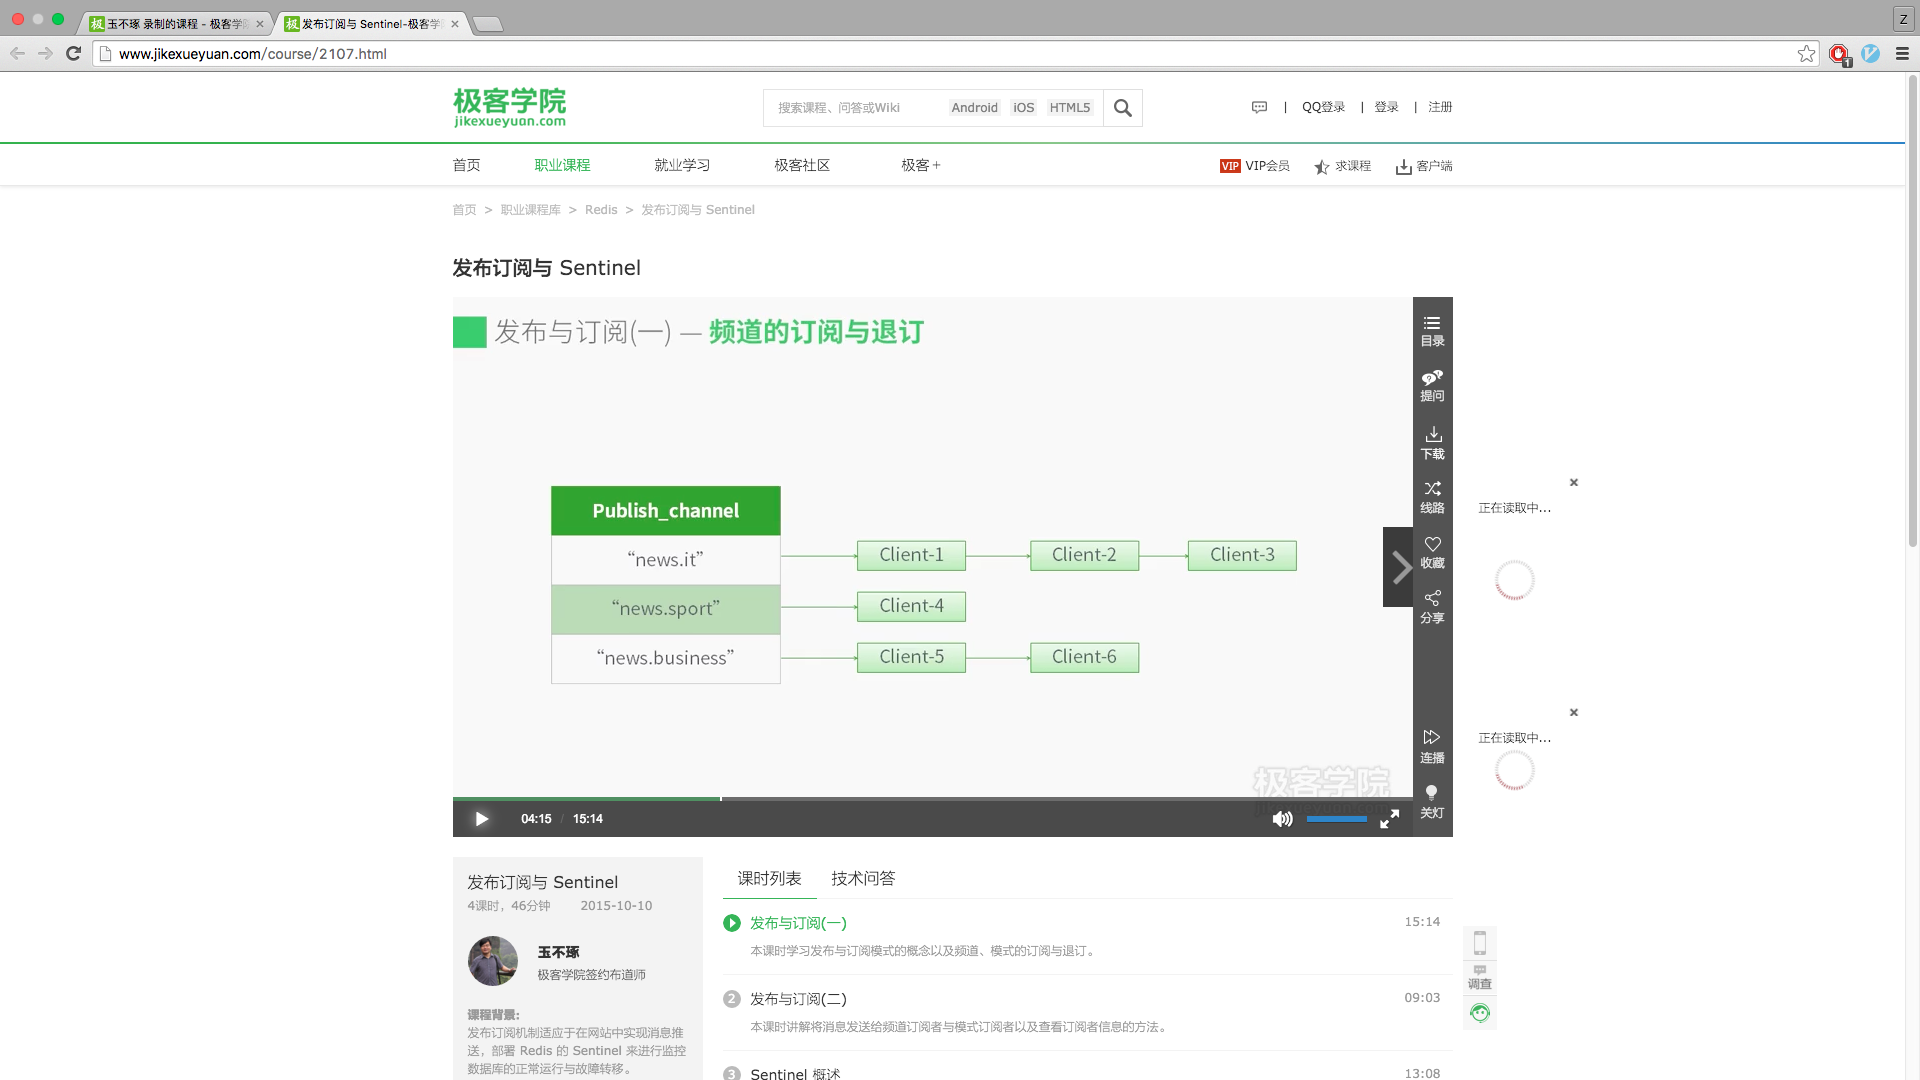 玉不琢 录制的课程 - 极客学院
发布订阅与 Sentinel-极客学
Z
www.jikexueyuan.com/course/2107.html
极客学院
jikexueyuan.com
搜索课程、问答或Wiki Android iOS HTML5
| QQ登录 | 登录 | 注册
首页 职业课程 就业学习 极客社区 极客+
VIP VIP会员 求课程 客户端
首页 > 职业课程库 > Redis > 发布订阅与 Sentinel
发布订阅与 Sentinel
发布与订阅(一) — 频道的订阅与退订
Publish_channel
“news.it” Client-1 Client-2 Client-3
“news.sport” Client-4
“news.business” Client-5 Client-6
极客学院
jikexueyuan.com
04:15 / 15:14
目录
提问
下载
线路
收藏
分享
连播
关灯
正在读取中...
正在读取中...
发布订阅与 Sentinel
4课时，46分钟 2015-10-10
玉不琢
极客学院签约布道师
课程背景:
发布订阅机制适应于在网站中实现消息推
送，部署 Redis 的 Sentinel 来进行监控
数据库的正常运行与故障转移。
课时列表 技术问答
发布与订阅(一) 15:14
本课时学习发布与订阅模式的概念以及频道、模式的订阅与退订。
2 发布与订阅(二) 09:03
本课时讲解将消息发送给频道订阅者与模式订阅者以及查看订阅者信息的方法。
3 Sentinel 概述 13:08
调查